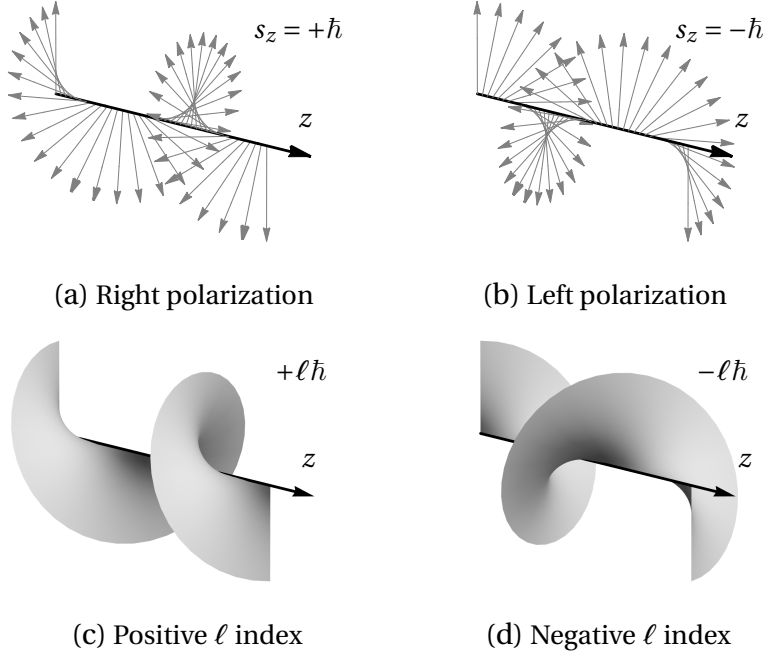 s_z = +ℏ
s_z = −ℏ
z
z
(a) Right polarization
(b) Left polarization
+ℓℏ
−ℓℏ
z
z
(c) Positive ℓ index
(d) Negative ℓ index